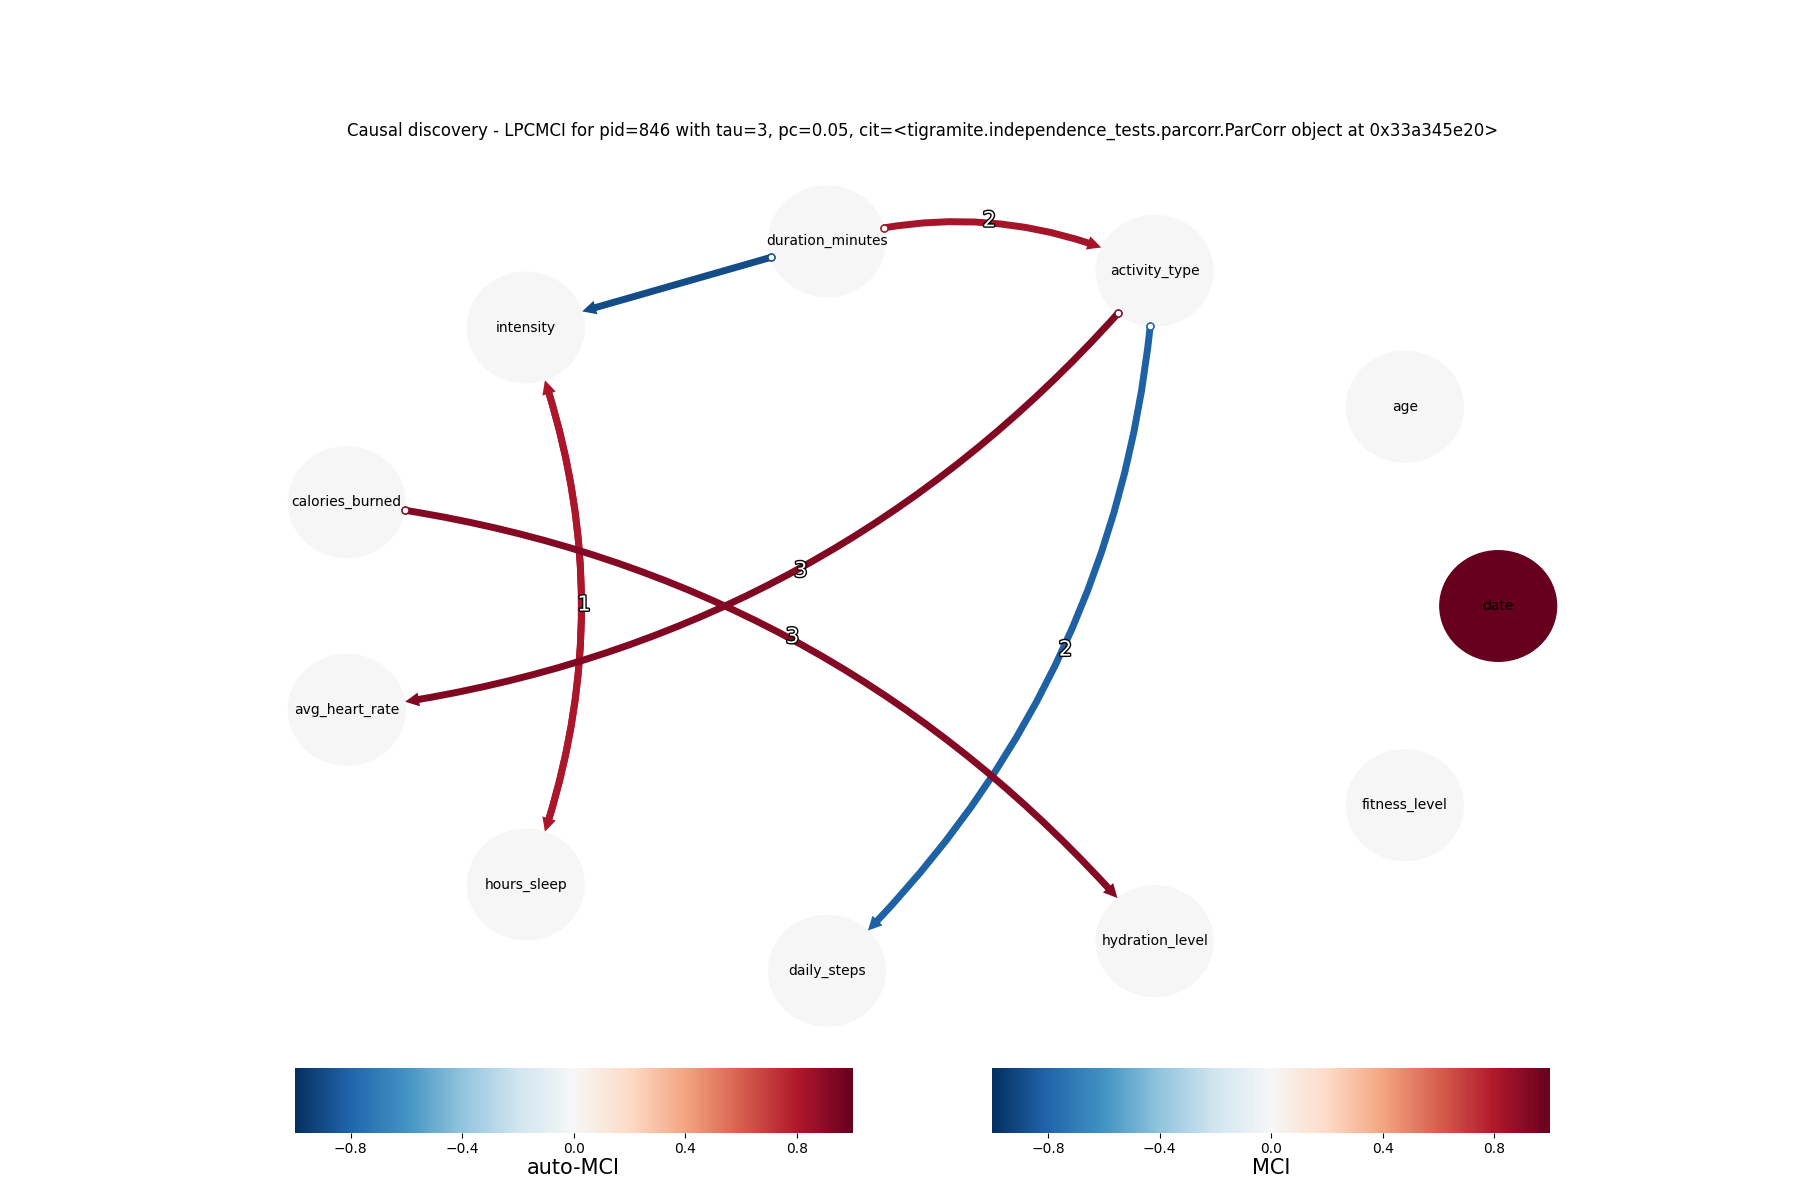 Causal discovery - LPCMCI for pid=846 with tau=3, pc=0.05, cit=<tigramite.independence_tests.parcorr.ParCorr object at 0x33a345e20>
2
duration_minutes
activity_type
intensity
age
calories_burned
3
1
date
3
2
avg_heart_rate
fitness_level
hours_sleep
hydration_level
daily_steps
−0.8 −0.4 0.0 0.4 0.8
auto-MCI
−0.8 −0.4 0.0 0.4 0.8
MCI